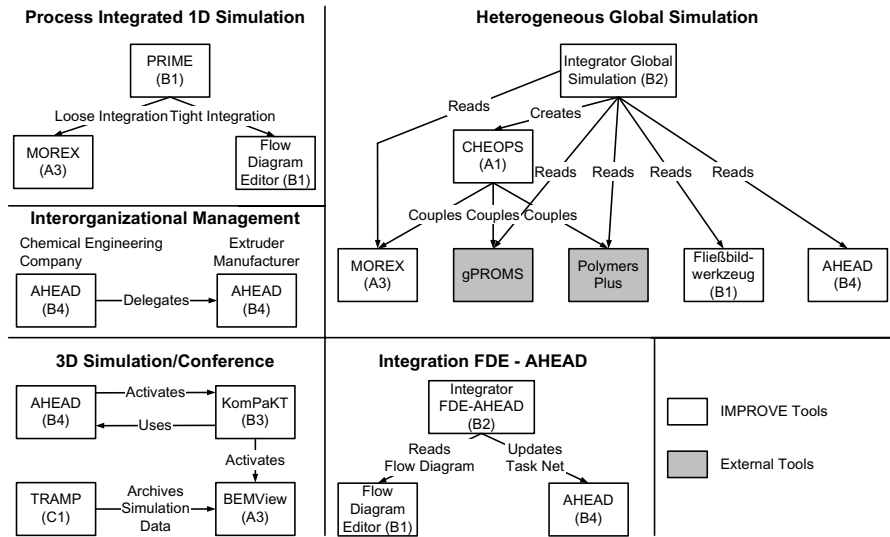 Process Integrated 1D Simulation
PRIME
(B1)
Loose Integration
Tight Integration
MOREX
(A3)
Flow
Diagram
Editor (B1)
Interorganizational Management
Chemical Engineering
Company
Extruder
Manufacturer
AHEAD
(B4)
Delegates
AHEAD
(B4)
3D Simulation/Conference
AHEAD
(B4)
Activates
Uses
KomPaKT
(B3)
Activates
TRAMP
(C1)
Archives
Simulation
Data
BEMView
(A3)
Heterogeneous Global Simulation
Integrator Global
Simulation (B2)
Reads
Creates
CHEOPS
(A1)
Reads
Reads
Reads
Reads
Couples
Couples
Couples
MOREX
(A3)
gPROMS
Polymers
Plus
Fließbild-
werkzeug
(B1)
AHEAD
(B4)
Integration FDE - AHEAD
Integrator
FDE-AHEAD
(B2)
Reads
Flow Diagram
Updates
Task Net
Flow
Diagram
Editor (B1)
AHEAD
(B4)
IMPROVE Tools
External Tools